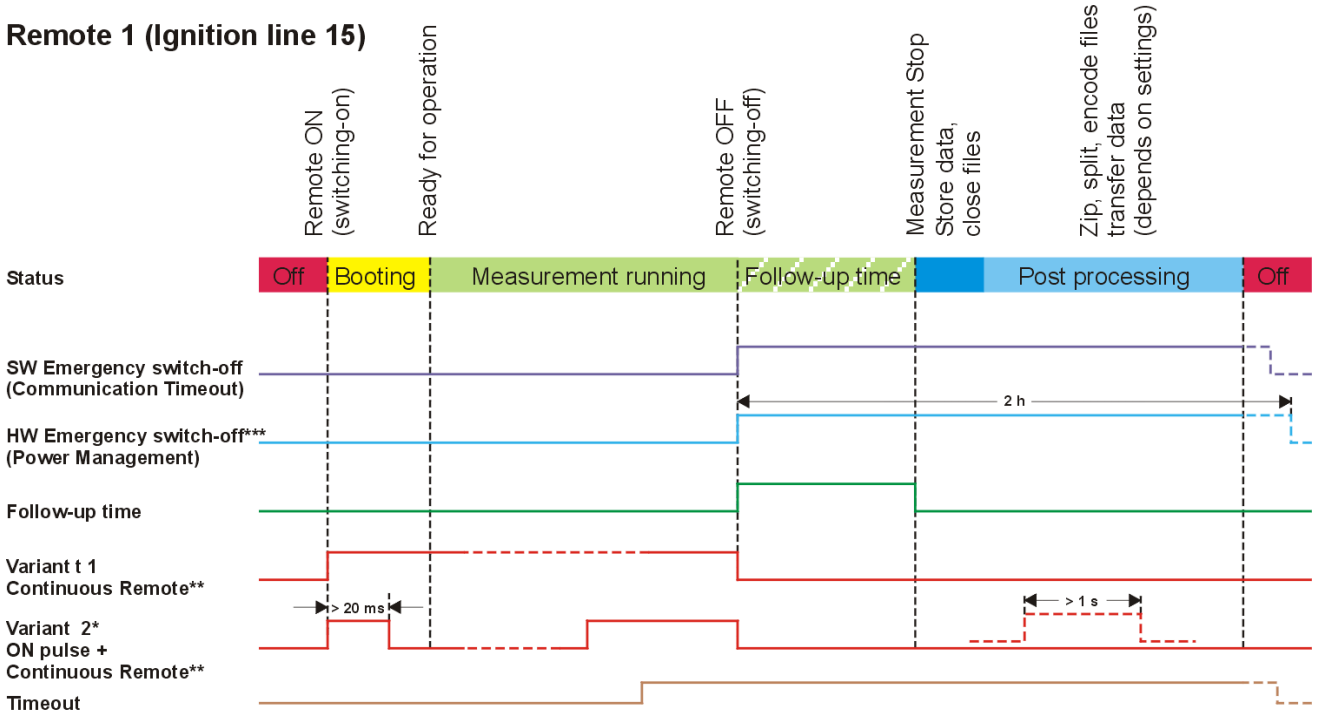 Remote 1 (Ignition line 15)
Remote ON
(switching-on)
Ready for operation
Remote OFF
(switching-off)
Measurement Stop
Store data,
close files
Zip, split, encode files
transfer data
(depends on settings)
Status
Off
Booting
Measurement running
Follow-up time
Post processing
Off
SW Emergency switch-off
(Communication Timeout)
2 h
HW Emergency switch-off***
(Power Management)
Follow-up time
Variant t 1
Continuous Remote**
> 20 ms
> 1 s
Variant 2*
ON pulse +
Continuous Remote**
Timeout